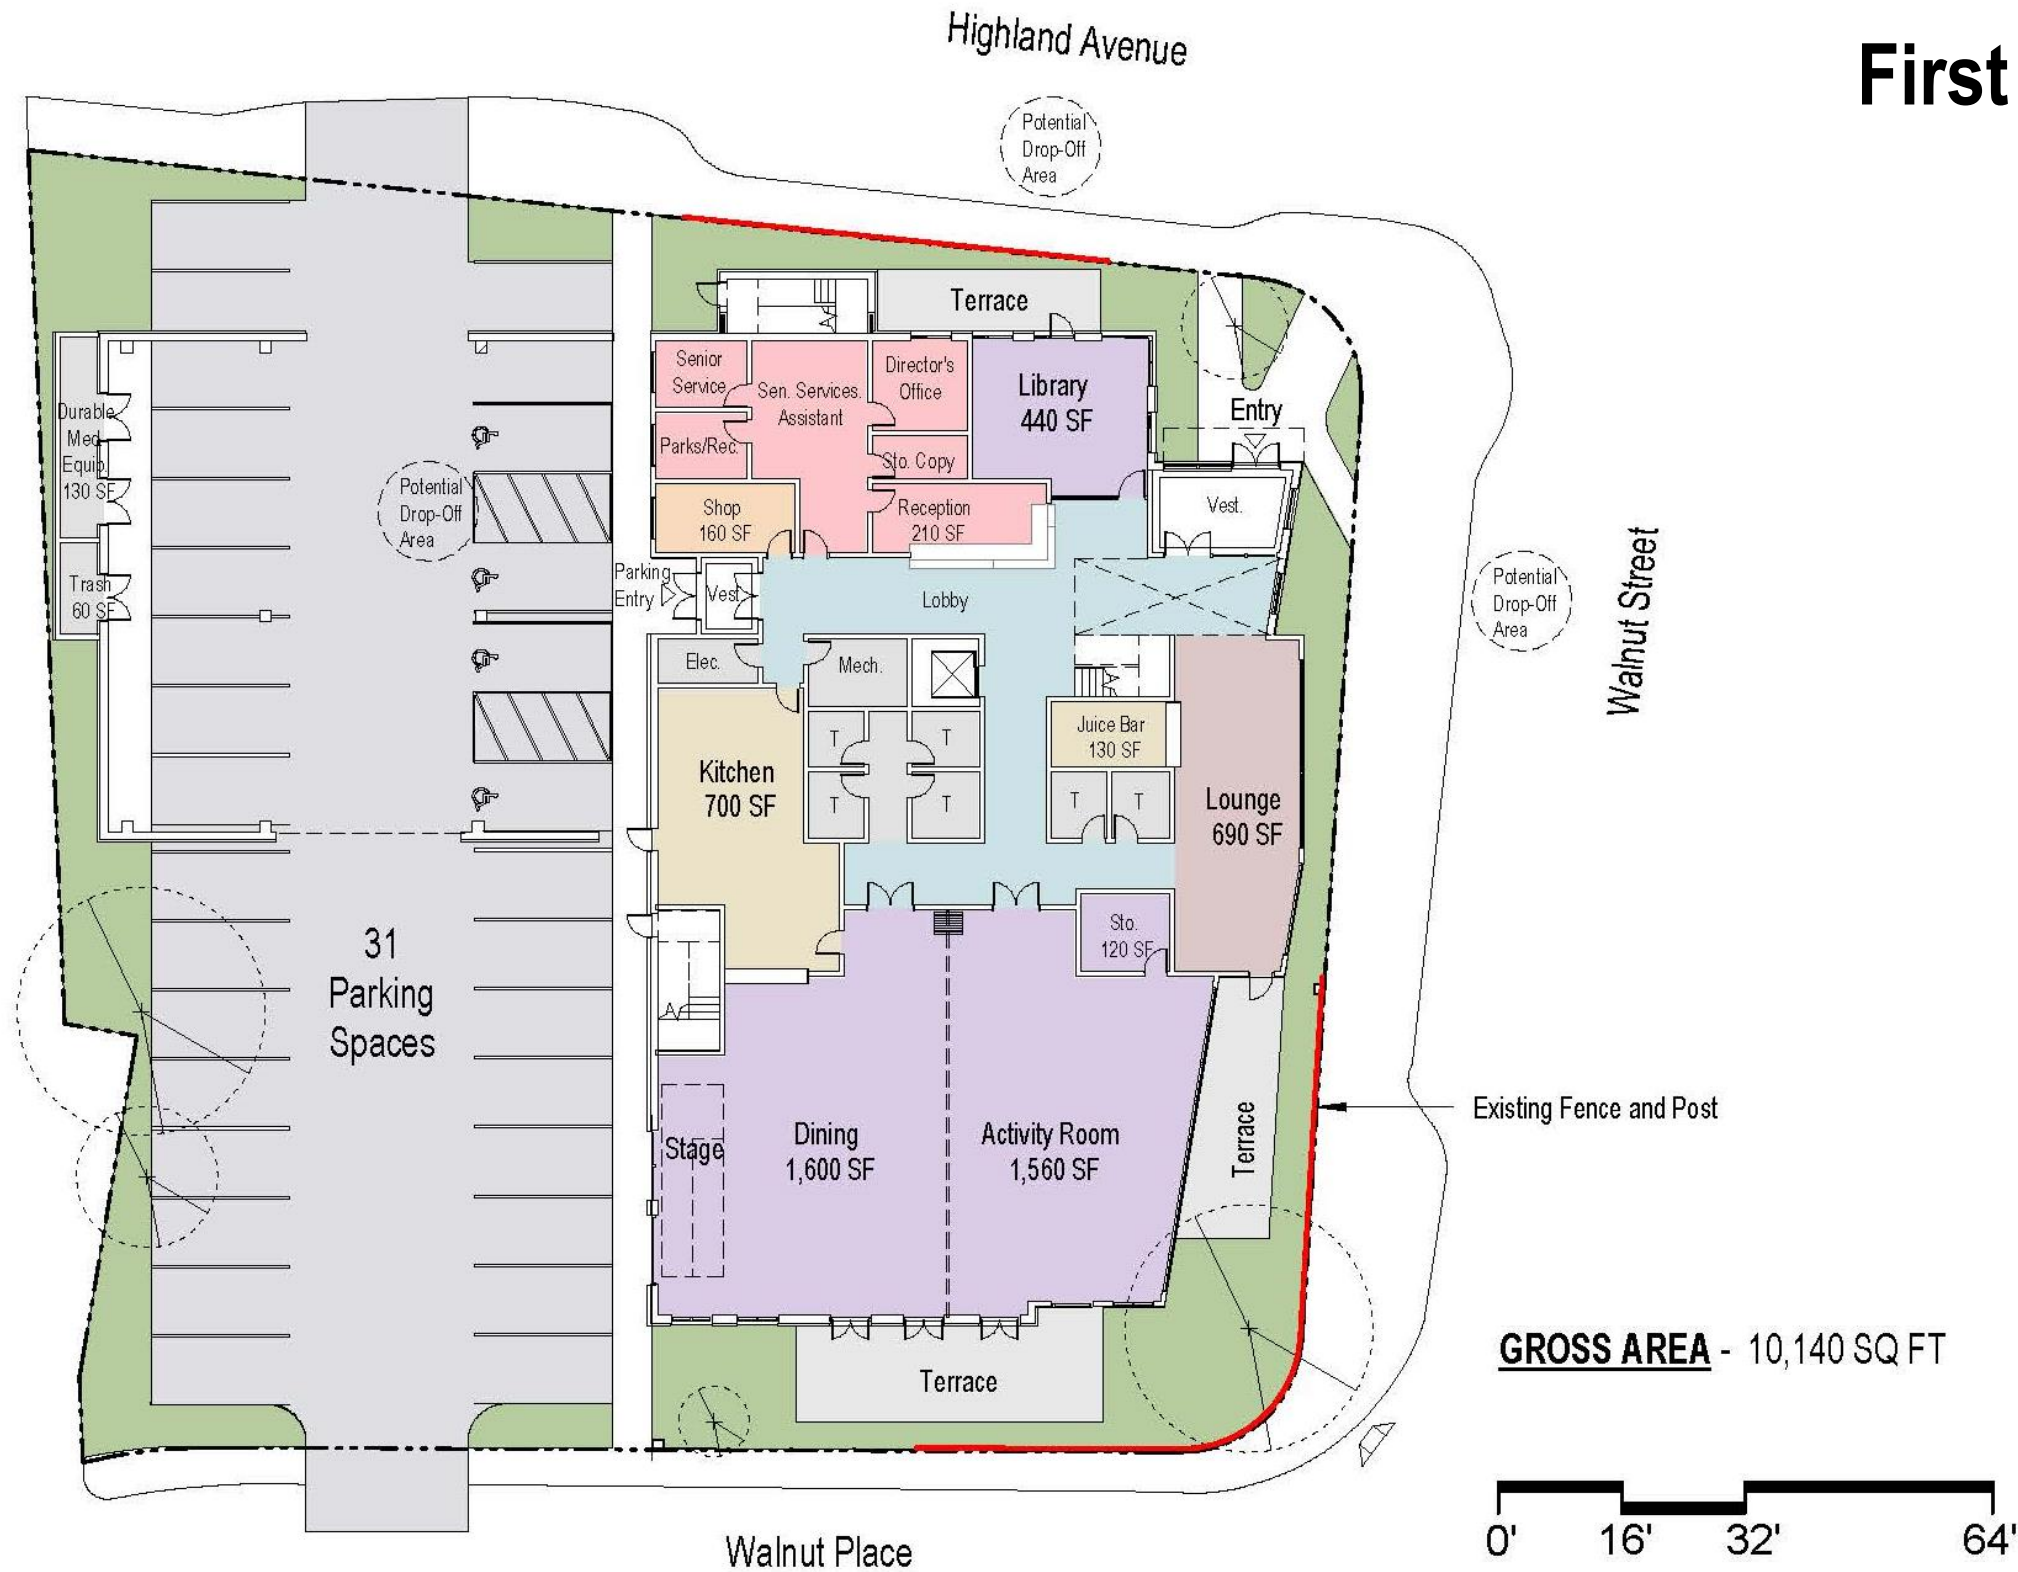 Highland Avenue
First
Potential
Drop-Off
Area
Terrace
Senior
Service
Sen. Services.
Assistant
Director's
Office
Library
440 SF
Parks/Rec.
Sto. Copy
Entry
Durable
Med.
Equip.
130 SF
Potential
Drop-Off
Area
Shop
160 SF
Reception
210 SF
Vest.
Trash
60 SF
Parking
Entry
Vest.
Lobby
Potential
Drop-Off
Area
Walnut Street
Elec.
Mech.
T
T
T
T
Kitchen
700 SF
Juice Bar
130 SF
T
T
Lounge
690 SF
Sto.
120 SF
31
Parking
Spaces
Stage
Dining
1,600 SF
Activity Room
1,560 SF
Terrace
Existing Fence and Post
Terrace
GROSS AREA - 10,140 SQ FT
Walnut Place
0' 16' 32' 64'